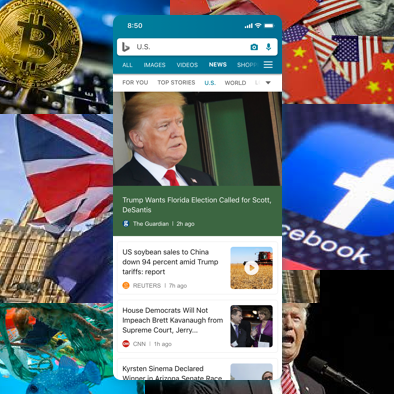 8:50
U.S.
ALL IMAGES VIDEOS NEWS SHOPP
FOR YOU TOP STORIES U.S. WORLD
Trump Wants Florida Election Called for Scott,
DeSantis
The Guardian | 2h ago
US soybean sales to China
down 94 percent amid Trump
tariffs: report
REUTERS | 7h ago
House Democrats Will Not
Impeach Brett Kavanaugh from
Supreme Court, Jerry...
CNN | 1h ago
Kyrsten Sinema Declared
Winner in Arizona Senate Race
cebook